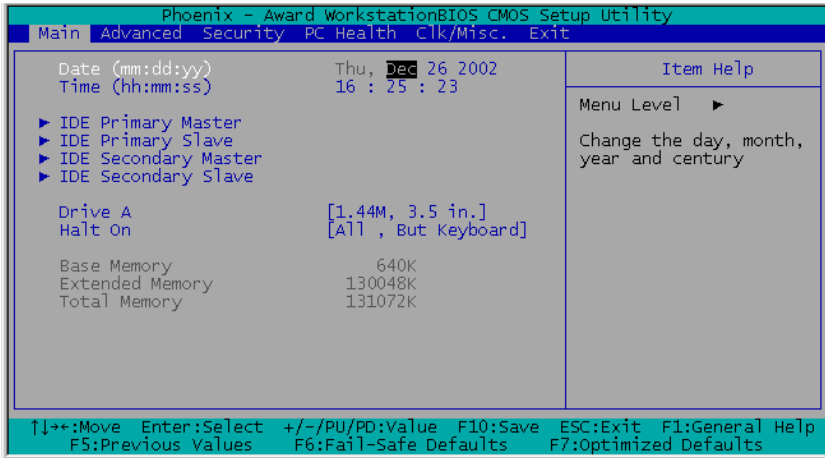 Phoenix - Award WorkstationBIOS CMOS Setup Utility
Main Advanced Security PC Health Clk/Misc. Exit
Date (mm:dd:yy) Thu, Dec 26 2002
Time (hh:mm:ss) 16 : 25 : 23
▶ IDE Primary Master
▶ IDE Primary Slave
▶ IDE Secondary Master
▶ IDE Secondary Slave
Drive A [1.44M, 3.5 in.]
Halt On [All , But Keyboard]
Base Memory 640K
Extended Memory 130048K
Total Memory 131072K
Item Help
Menu Level ▶
Change the day, month,
year and century
↑↓→←:Move Enter:Select +/-/PU/PD:Value F10:Save ESC:Exit F1:General Help
F5:Previous Values F6:Fail-Safe Defaults F7:Optimized Defaults